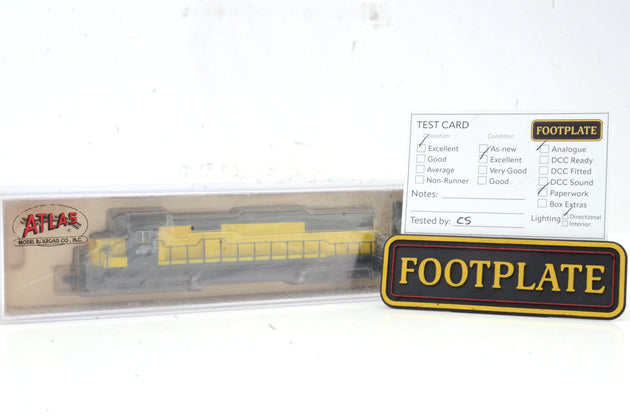 ATLAS
MODEL RAILROAD CO., INC.
TEST CARD
FOOTPLATE
Operation
Excellent
Good
Average
Non-Runner
Condition
As-new
Excellent
Very Good
Good
Analogue
DCC Ready
DCC Fitted
DCC Sound
Paperwork
Box Extras
Notes:
Tested by: CS
Lighting
Directional
Interior
FOOTPLATE